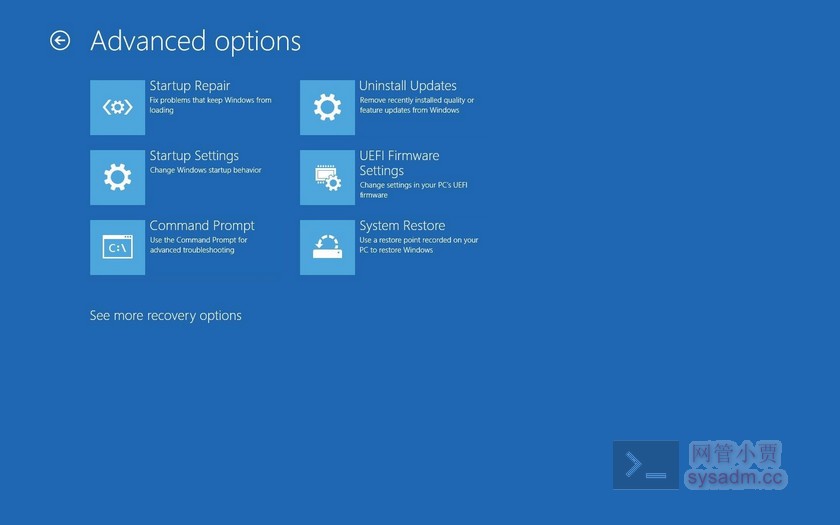 Advanced options
Startup Repair
Fix problems that keep Windows from
loading
Uninstall Updates
Remove recently installed quality or
feature updates from Windows
Startup Settings
Change Windows startup behavior
UEFI Firmware
Settings
Change settings in your PC's UEFI
firmware
Command Prompt
Use the Command Prompt for
advanced troubleshooting
C:\
System Restore
Use a restore point recorded on your
PC to restore Windows
See more recovery options
网管小贾
sysadm.cc